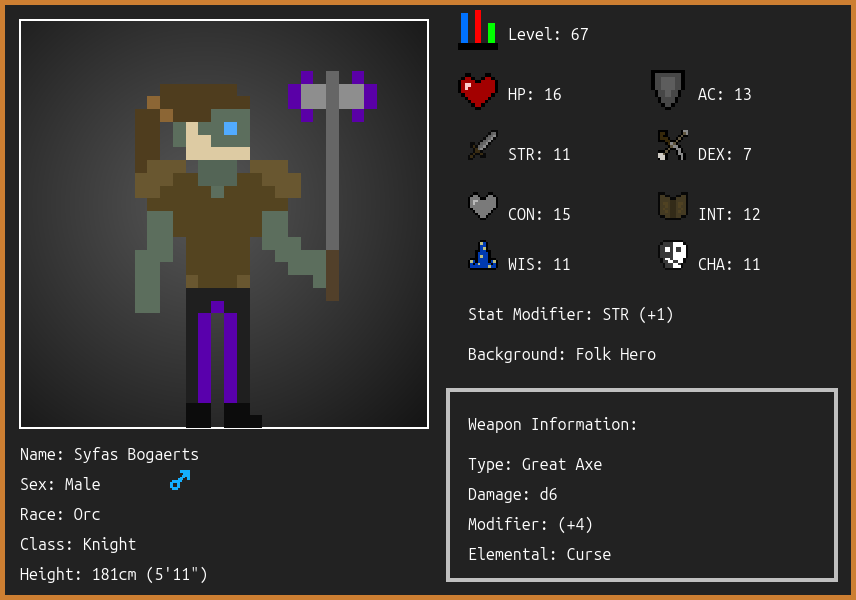 Level: 67
HP: 16
AC: 13
STR: 11
DEX: 7
CON: 15
INT: 12
WIS: 11
CHA: 11
Stat Modifier: STR (+1)
Background: Folk Hero
Weapon Information:
Type: Great Axe
Damage: d6
Modifier: (+4)
Elemental: Curse
Name: Syfas Bogaerts
Sex: Male
Race: Orc
Class: Knight
Height: 181cm (5'11")